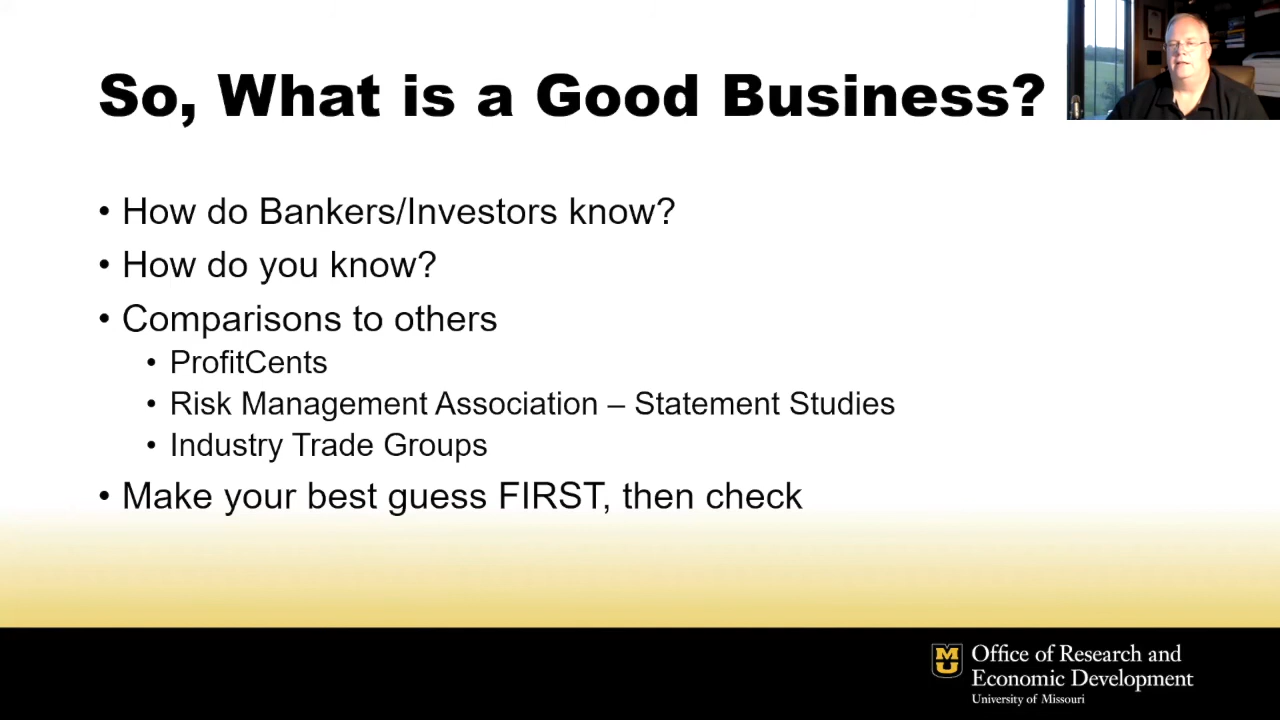 So, What is a Good Business?
• How do Bankers/Investors know?
• How do you know?
• Comparisons to others
• ProfitCents
• Risk Management Association – Statement Studies
• Industry Trade Groups
• Make your best guess FIRST, then check
MU
Office of Research and
Economic Development
University of Missouri